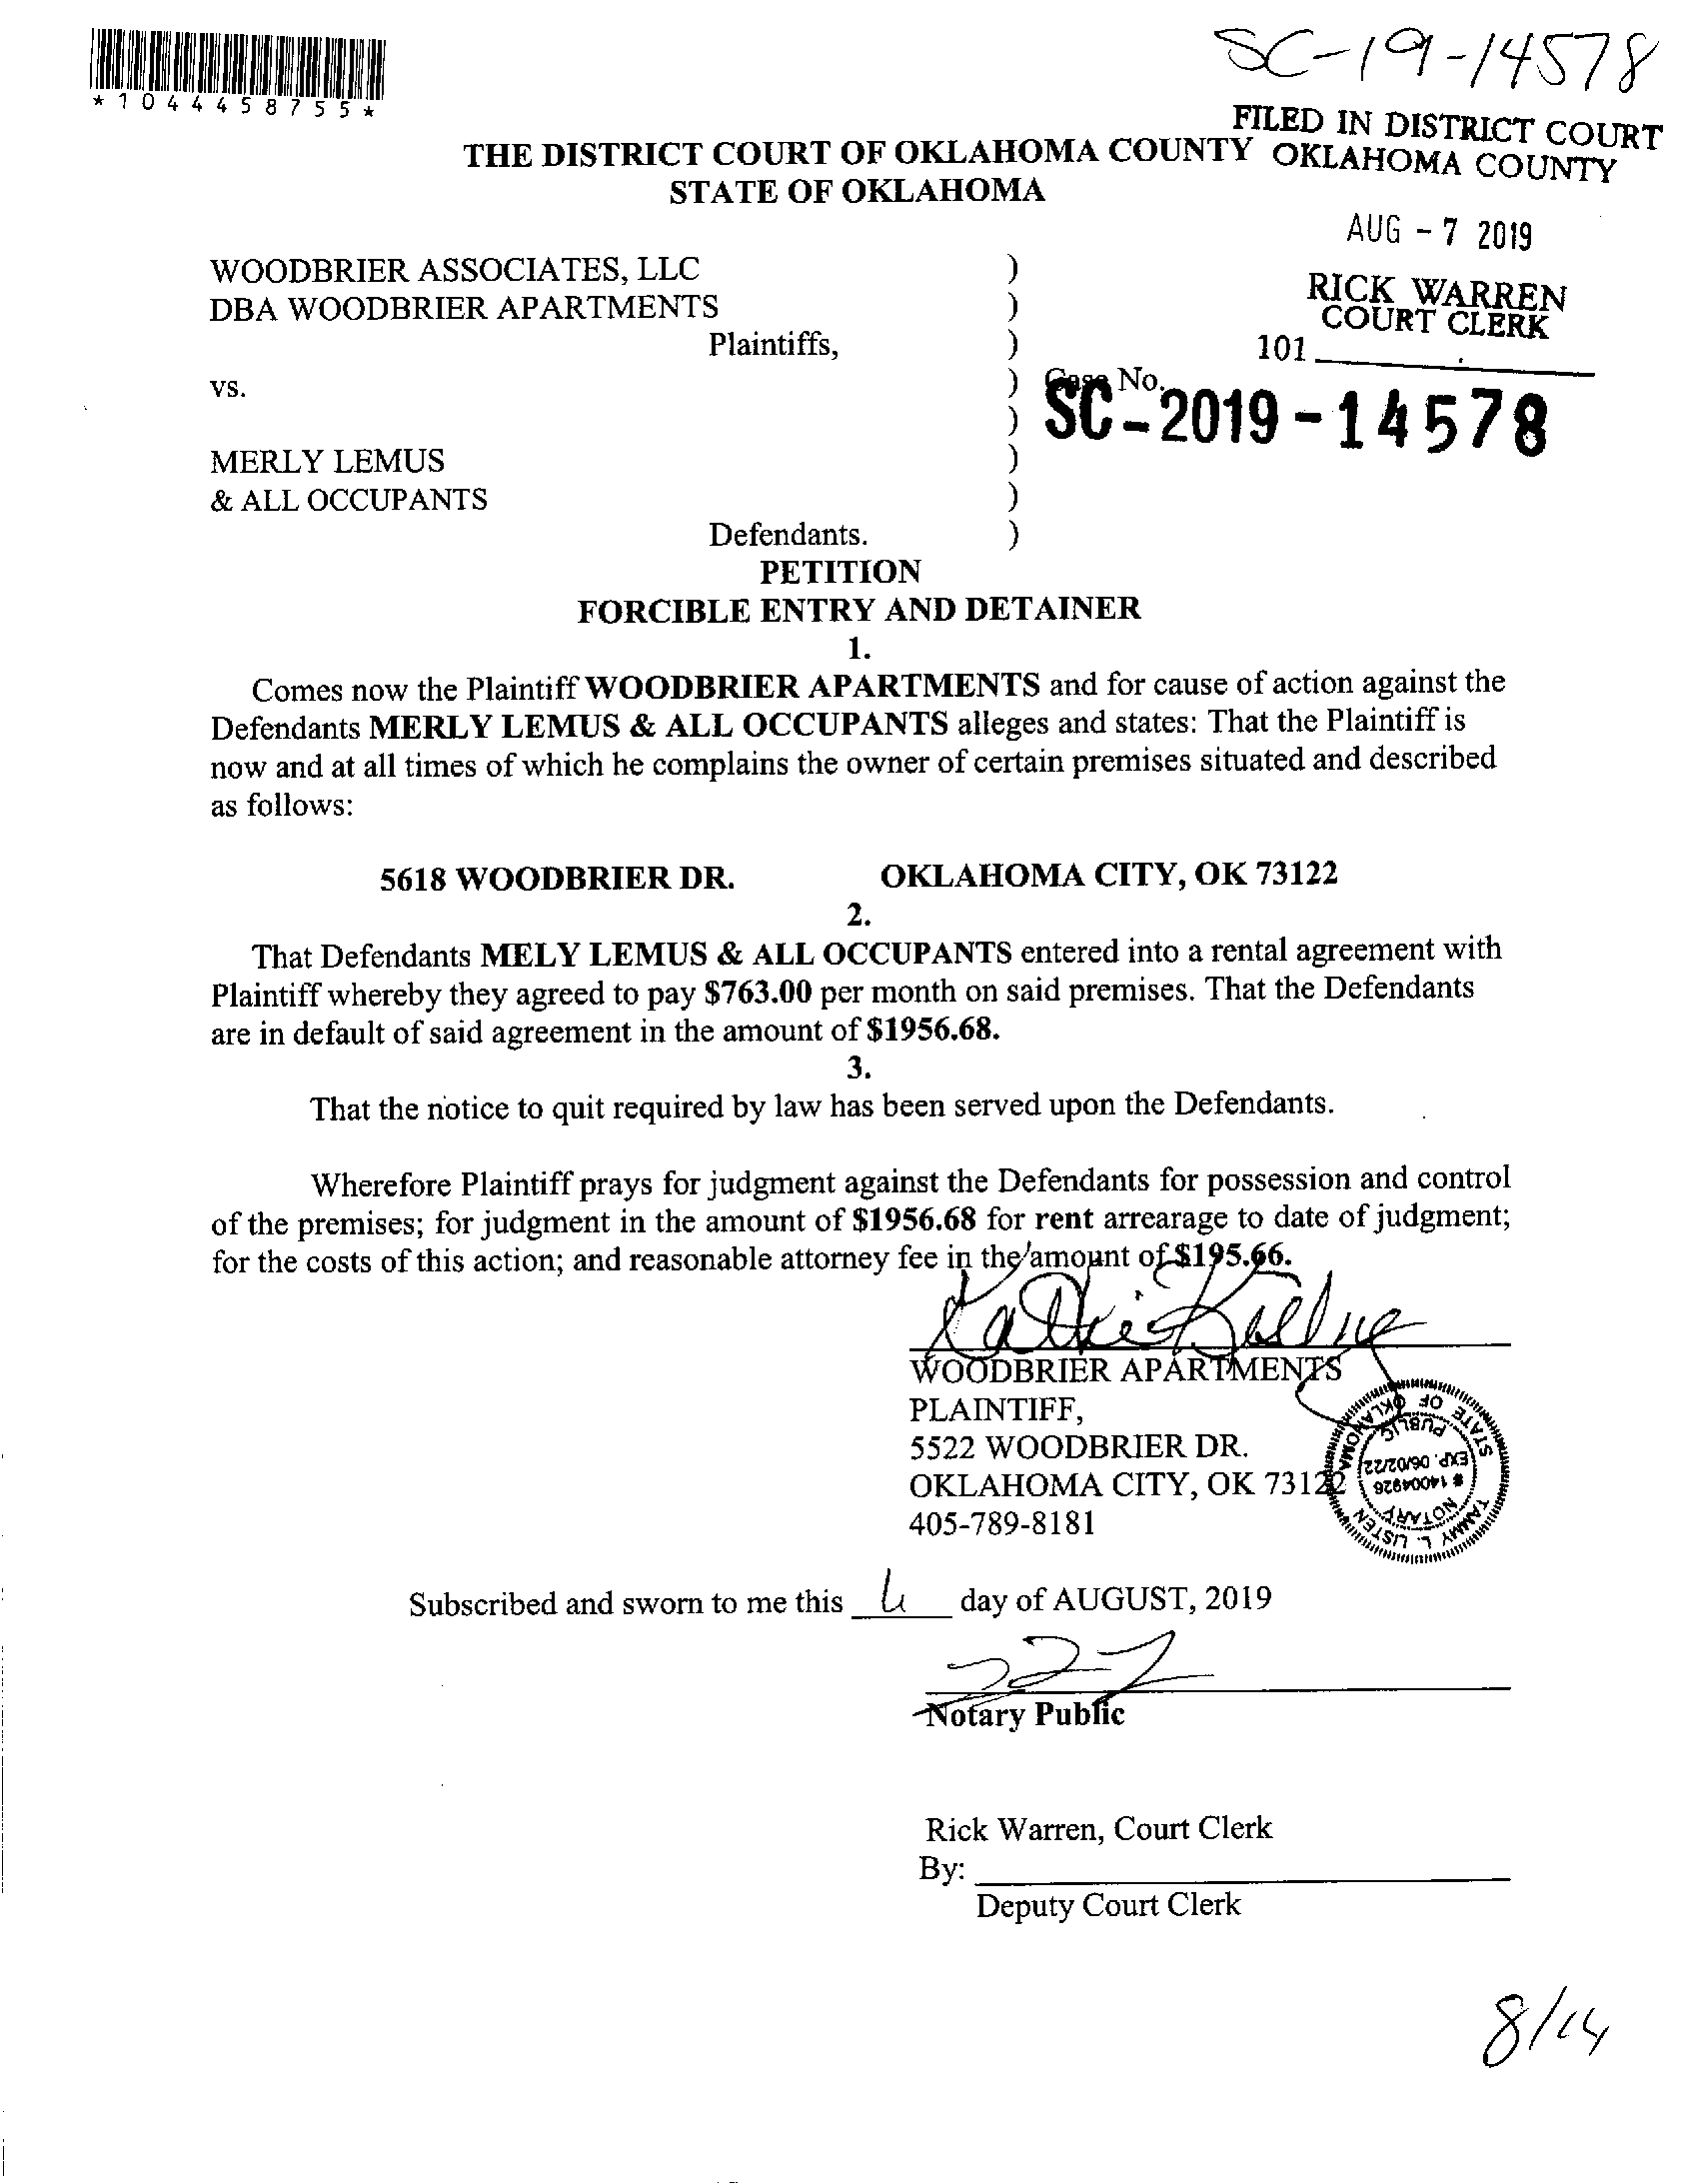 SC-19-14578
*1044458755*
FILED IN DISTRICT COURT
OKLAHOMA COUNTY
THE DISTRICT COURT OF OKLAHOMA COUNTY
STATE OF OKLAHOMA
AUG - 7 2019
RICK WARREN
COURT CLERK
101
WOODBRIER ASSOCIATES, LLC )
DBA WOODBRIER APARTMENTS )
Plaintiffs, )
vs. ) Case No.
) SC-2019-14578
MERLY LEMUS )
& ALL OCCUPANTS )
Defendants. )
PETITION
FORCIBLE ENTRY AND DETAINER
1.
Comes now the Plaintiff WOODBRIER APARTMENTS and for cause of action against the
Defendants MERLY LEMUS & ALL OCCUPANTS alleges and states: That the Plaintiff is
now and at all times of which he complains the owner of certain premises situated and described
as follows:
5618 WOODBRIER DR. OKLAHOMA CITY, OK 73122
2.
That Defendants MELY LEMUS & ALL OCCUPANTS entered into a rental agreement with
Plaintiff whereby they agreed to pay $763.00 per month on said premises. That the Defendants
are in default of said agreement in the amount of $1956.68.
3.
That the notice to quit required by law has been served upon the Defendants.
Wherefore Plaintiff prays for judgment against the Defendants for possession and control
of the premises; for judgment in the amount of $1956.68 for rent arrearage to date of judgment;
for the costs of this action; and reasonable attorney fee in the amount of $195.66.
WOODBRIER APARTMENTS
PLAINTIFF,
5522 WOODBRIER DR.
OKLAHOMA CITY, OK 73122
405-789-8181
TAMMY L. LISTEN
NOTARY
# 14004926
EXP. 06/02/22
PUBLIC
STATE OF OKLAHOMA
Subscribed and sworn to me this day of AUGUST, 2019
Notary Public
Rick Warren, Court Clerk
By:
Deputy Court Clerk
8/14